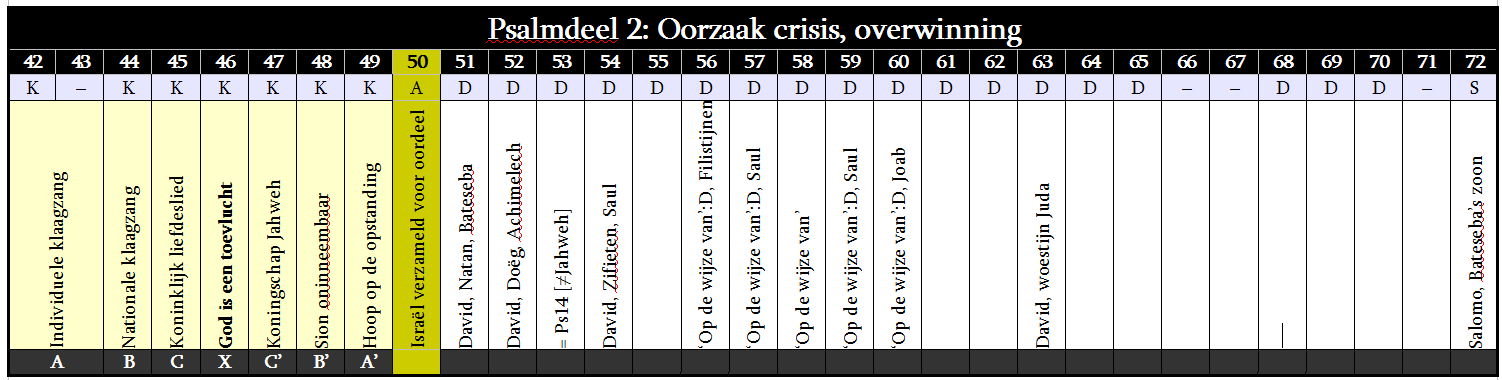 Psalmdeel 2: Oorzaak crisis, overwinning
42 43 44 45 46 47 48 49 50 51 52 53 54 55 56 57 58 59 60 61 62 63 64 65 66 67 68 69 70 71 72
K – K K K K K K A D D D D D D D D D D D D D D D – – D D D – S
Individuele klaagzang
Nationale klaagzang
Koninklijk liefdeslied
God is een toevlucht
Koningschap Jahweh
Sion oninneembaar
Hoop op de opstanding
Israël verzameld voor oordeel
David, Natan, Bateseba
David, Doëg, Achimelech
= Ps14 [≠Jahweh]
David, Zifieten, Saul
‘Op de wijze van’:D, Filistijnen
‘Op de wijze van’:D, Saul
‘Op de wijze van’
‘Op de wijze van’:D, Saul
‘Op de wijze van’:D, Joab
David, woestijn Juda
Salomo, Bateseba’s zoon
A B C X C’ B’ A’